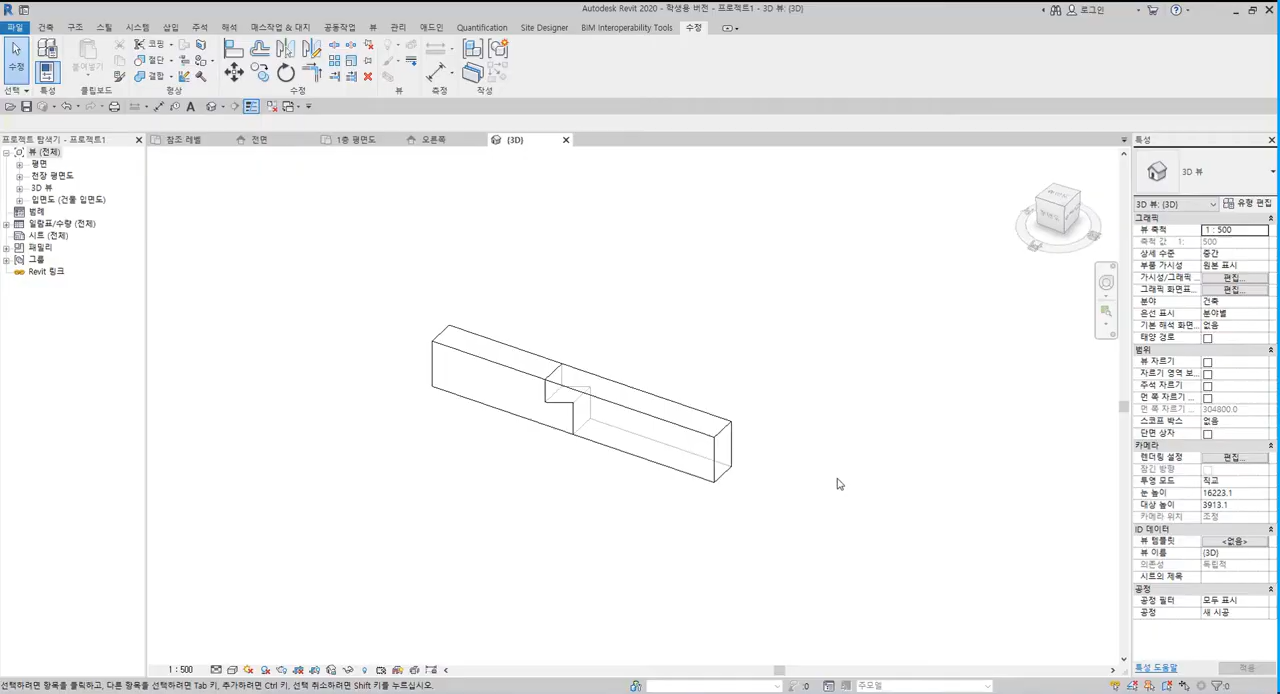 Autodesk Revit 2020 - 학생용 버전 - 프로젝트1 - 3D 뷰: {3D}
로그인
파일 건축 구조 스틸 시스템 삽입 주석 해석 매스작업 & 대지 공동작업 뷰 관리 애드인 Quantification Site Designer BIM Interoperability Tools 수정
수정
코핑
절단
붙여넣기
결합
선택 특성 클립보드 형상 수정 뷰 측정 작성
프로젝트 탐색기 - 프로젝트1
참조 레벨 전면 1층 평면도 오른쪽 {3D}
특성
뷰 (전체)
평면
천장 평면도
3D 뷰
입면도 (건물 입면도)
범례
일람표/수량 (전체)
시트 (전체)
패밀리
그룹
Revit 링크
3D 뷰
3D 뷰: {3D} 유형 편집
그래픽
뷰 축척 1 : 500
축척 값 1: 500
상세 수준 중간
부품 가시성 원본 표시
가시성/그래픽 ... 편집...
그래픽 화면표... 편집...
분야 건축
은선 표시 분야별
기본 해석 화면... 없음
태양 경로
범위
뷰 자르기
자르기 영역 보...
주석 자르기
먼 쪽 자르기 ...
먼 쪽 자르기 ... 304800.0
스코프 박스 없음
단면 상자
카메라
렌더링 설정 편집...
잠긴 방향
투영 모드 직교
눈 높이 16223.1
대상 높이 3913.1
카메라 위치 조정
ID 데이터
뷰 템플릿 <없음>
뷰 이름 {3D}
의존성 독립적
시트의 제목
공정
공정 필터 모두 표시
공정 새 시공
특성 도움말 적용
1 : 500
선택하려면 항목을 클릭하고, 다른 항목을 선택하려면 Tab 키, 추가하려면 Ctrl 키, 선택 취소하려면 Shift 키를 누르십시오.
:0
주모델
:0